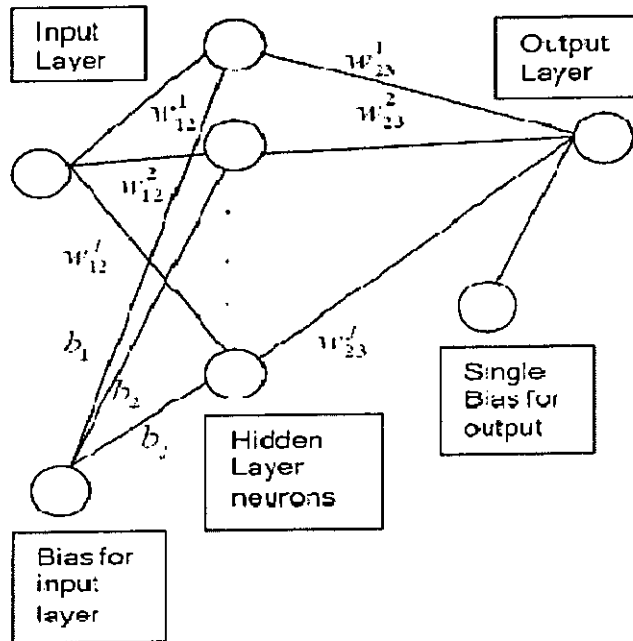 Input
Layer
Output
Layer
w¹₂₃
w¹₁₂
w²₂₃
w²₁₂
wʲ₁₂
b₁
b₂
wʲ₂₃
bⱼ
Single
Bias for
output
Hidden
Layer
neurons
Bias for
input
layer